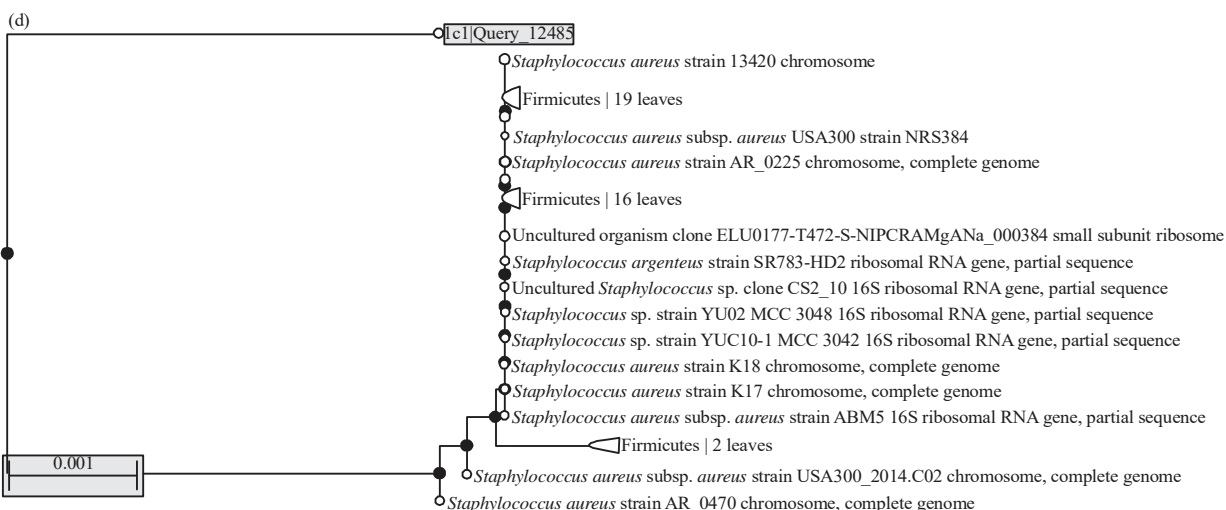 (d)
1c1|Query_12485
Staphylococcus aureus strain 13420 chromosome
Firmicutes | 19 leaves
Staphylococcus aureus subsp. aureus USA300 strain NRS384
Staphylococcus aureus strain AR_0225 chromosome, complete genome
Firmicutes | 16 leaves
Uncultured organism clone ELU0177-T472-S-NIPCRAMgANa_000384 small subunit ribosome
Staphylococcus argenteus strain SR783-HD2 ribosomal RNA gene, partial sequence
Uncultured Staphylococcus sp. clone CS2_10 16S ribosomal RNA gene, partial sequence
Staphylococcus sp. strain YU02 MCC 3048 16S ribosomal RNA gene, partial sequence
Staphylococcus sp. strain YUC10-1 MCC 3042 16S ribosomal RNA gene, partial sequence
Staphylococcus aureus strain K18 chromosome, complete genome
Staphylococcus aureus strain K17 chromosome, complete genome
Staphylococcus aureus subsp. aureus strain ABM5 16S ribosomal RNA gene, partial sequence
Firmicutes | 2 leaves
0.001
Staphylococcus aureus subsp. aureus strain USA300_2014.C02 chromosome, complete genome
Staphylococcus aureus strain AR_0470 chromosome, complete genome